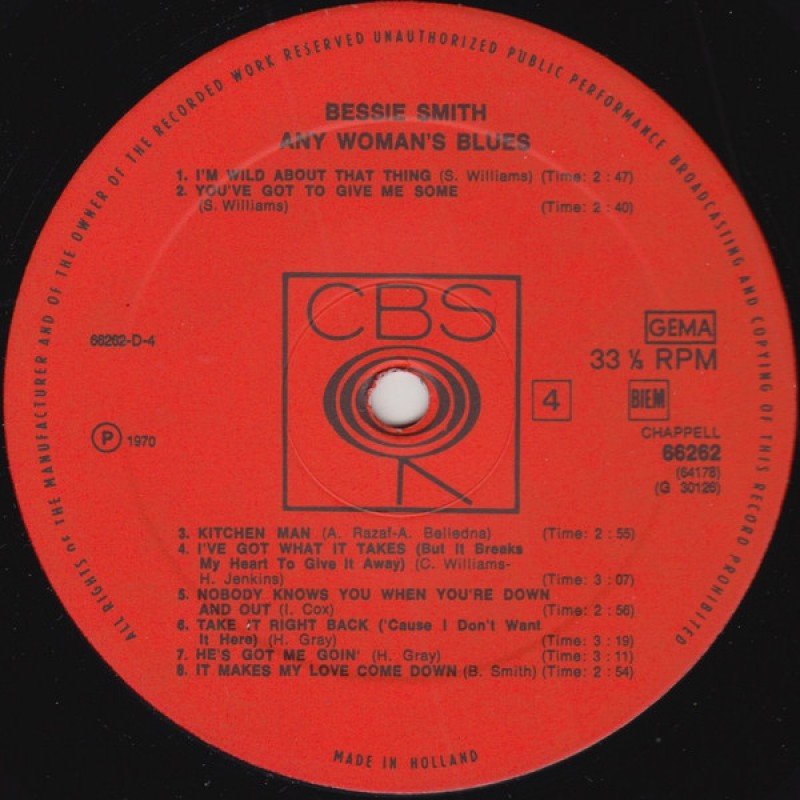 ALL RIGHTS OF THE MANUFACTURER AND OF THE OWNER OF THE RECORDED WORK RESERVED UNAUTHORIZED PUBLIC PERFORMANCE BROADCASTING AND COPYING OF THIS RECORD PROHIBITED
BESSIE SMITH
ANY WOMAN'S BLUES
1. I'M WILD ABOUT THAT THING (S. Williams) (Time: 2 : 47)
2. YOU'VE GOT TO GIVE ME SOME
(S. Williams) (Time: 2 : 40)
CBS
GEMA
66262-D-4
33 ⅓ RPM
4
BIEM
CHAPPELL
P 1970
66262
(64178)
(G 30126)
3. KITCHEN MAN (A. Razaf-A. Belledna) (Time: 2 : 55)
4. I'VE GOT WHAT IT TAKES (But It Breaks
My Heart To Give It Away) (C. Williams-
H. Jenkins) (Time: 3 : 07)
5. NOBODY KNOWS YOU WHEN YOU'RE DOWN
AND OUT (I. Cox) (Time: 2 : 56)
6. TAKE IT RIGHT BACK ('Cause I Don't Want
It Here) (H. Gray) (Time: 3 : 19)
7. HE'S GOT ME GOIN' (H. Gray) (Time: 3 : 11)
8. IT MAKES MY LOVE COME DOWN (B. Smith) (Time: 2 : 54)
MADE IN HOLLAND